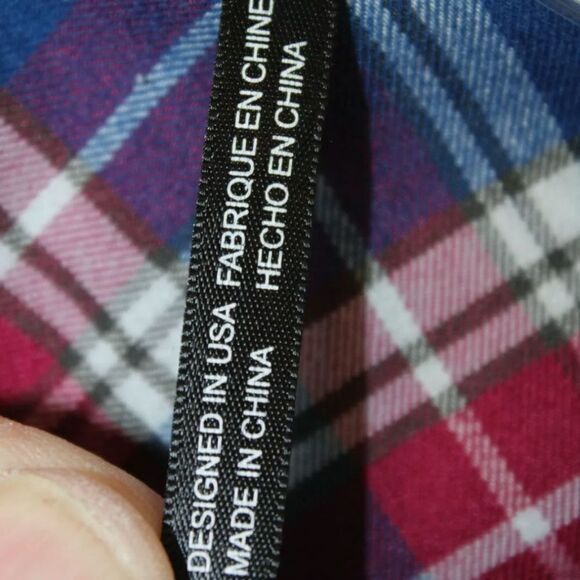 DESIGNED IN USA
MADE IN CHINA
FABRIQUE EN CHINE
HECHO EN CHINA